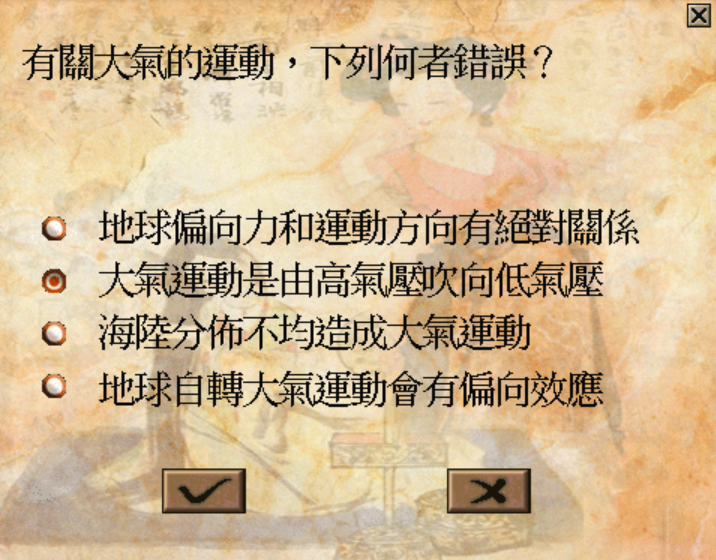 有關大氣的運動，下列何者錯誤？
地球偏向力和運動方向有絕對關係
大氣運動是由高氣壓吹向低氣壓
海陸分佈不均造成大氣運動
地球自轉大氣運動會有偏向效應